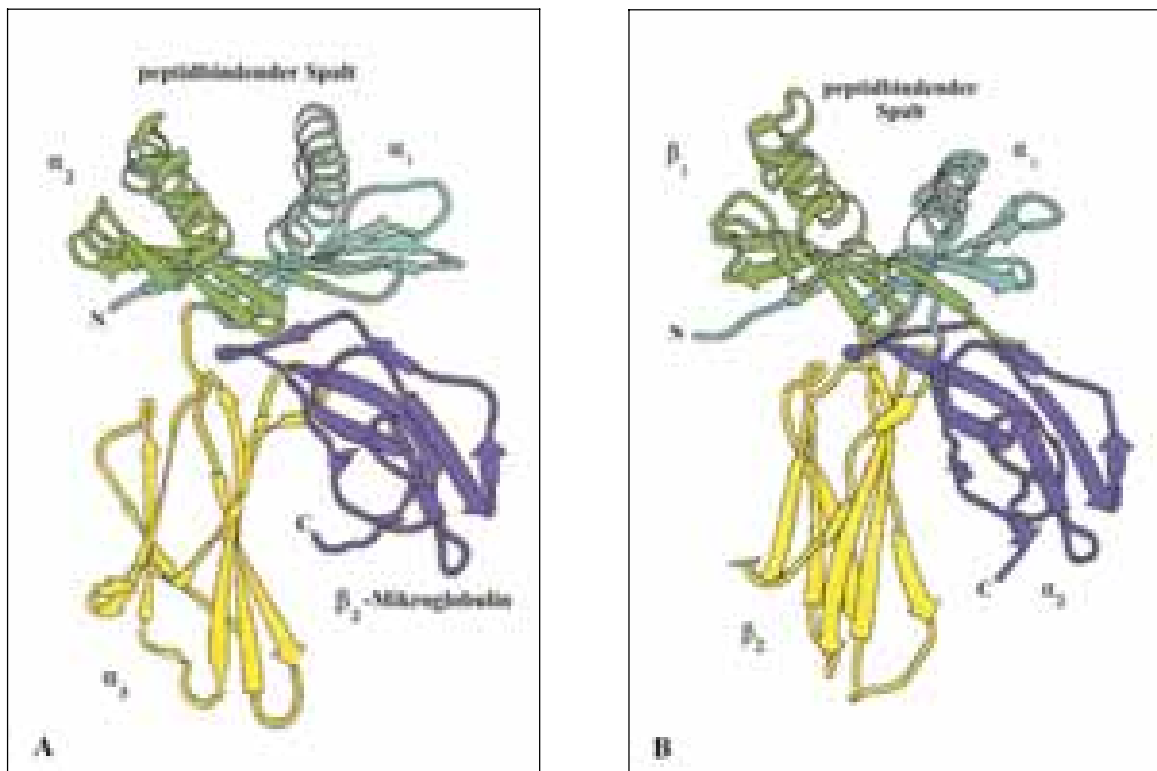 peptidbindender Spalt
α₂
α₁
N
C
β₂-Mikroglobulin
α₃
A
peptidbindender
Spalt
β₁
α₁
N
C
α₂
β₂
B